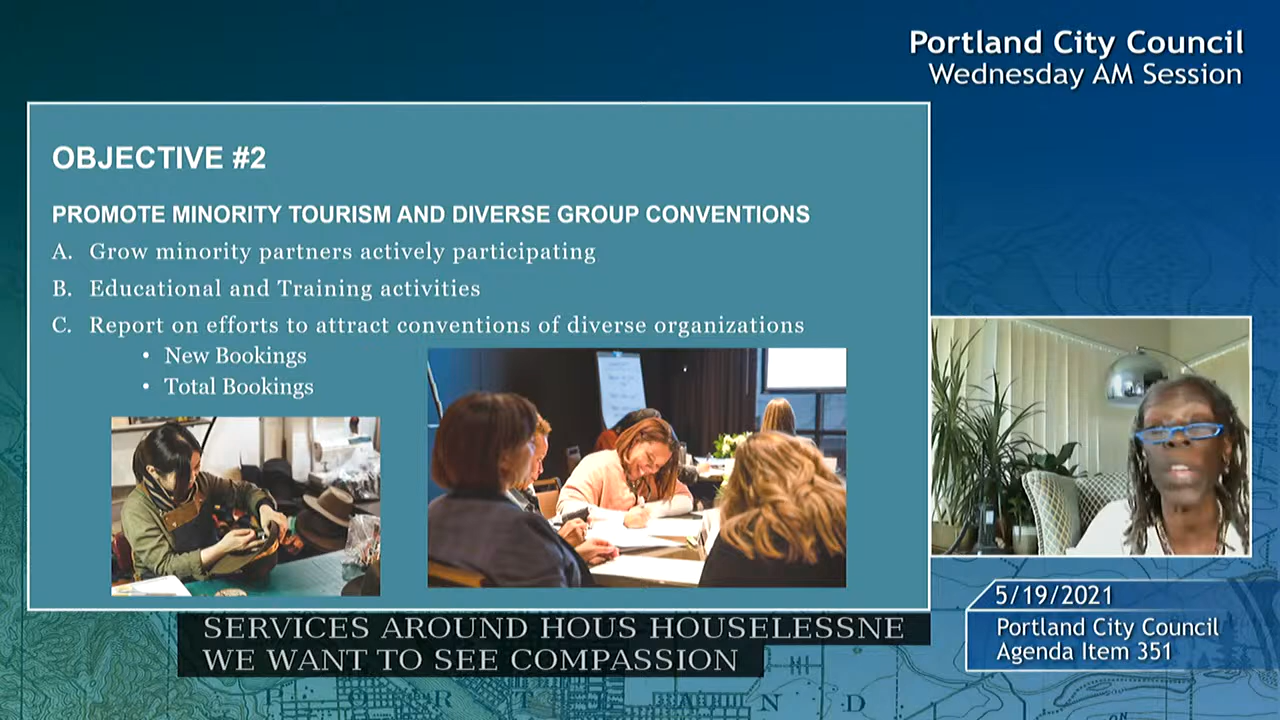 Portland City Council
Wednesday AM Session
OBJECTIVE #2
PROMOTE MINORITY TOURISM AND DIVERSE GROUP CONVENTIONS
A. Grow minority partners actively participating
B. Educational and Training activities
C. Report on efforts to attract conventions of diverse organizations
• New Bookings
• Total Bookings
5/19/2021
Portland City Council
Agenda Item 351
SERVICES AROUND HOUS HOUSELESSNE
WE WANT TO SEE COMPASSION
P O R T L A N D